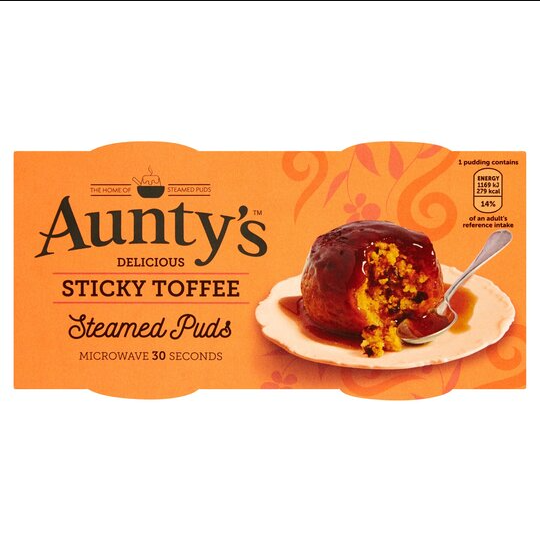 THE HOME OF STEAMED PUDS
Aunty's™
DELICIOUS
STICKY TOFFEE
Steamed Puds
MICROWAVE 30 SECONDS
1 pudding contains
ENERGY
1169 kJ
279 kcal
14%
of an adult's
reference intake